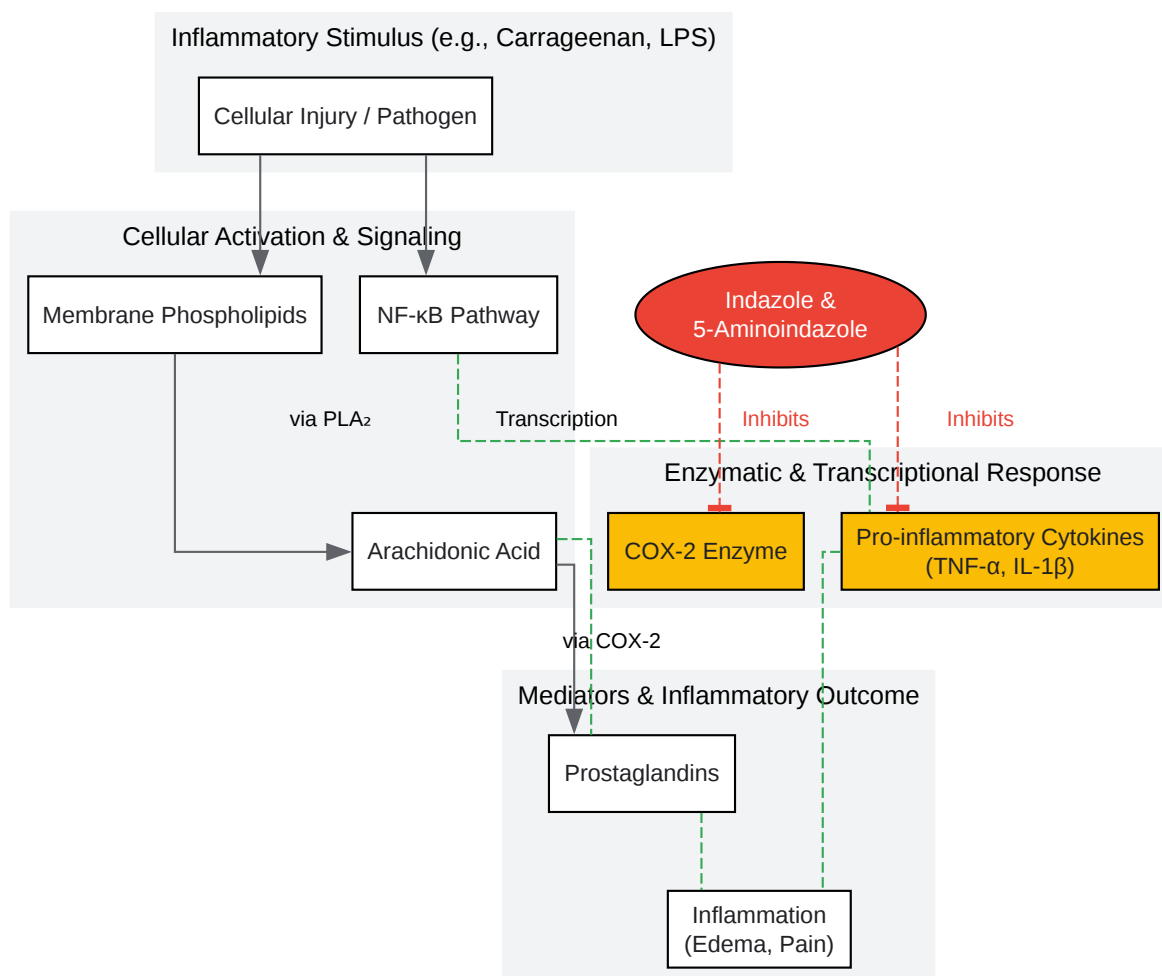 Inflammatory Stimulus (e.g., Carrageenan, LPS)
Cellular Injury / Pathogen
Cellular Activation & Signaling
Membrane Phospholipids
NF-κB Pathway
Indazole &
5-Aminoindazole
via PLA₂
Transcription
Inhibits
Inhibits
Enzymatic & Transcriptional Response
Arachidonic Acid
COX-2 Enzyme
Pro-inflammatory Cytokines
(TNF-α, IL-1β)
via COX-2
Mediators & Inflammatory Outcome
Prostaglandins
Inflammation
(Edema, Pain)